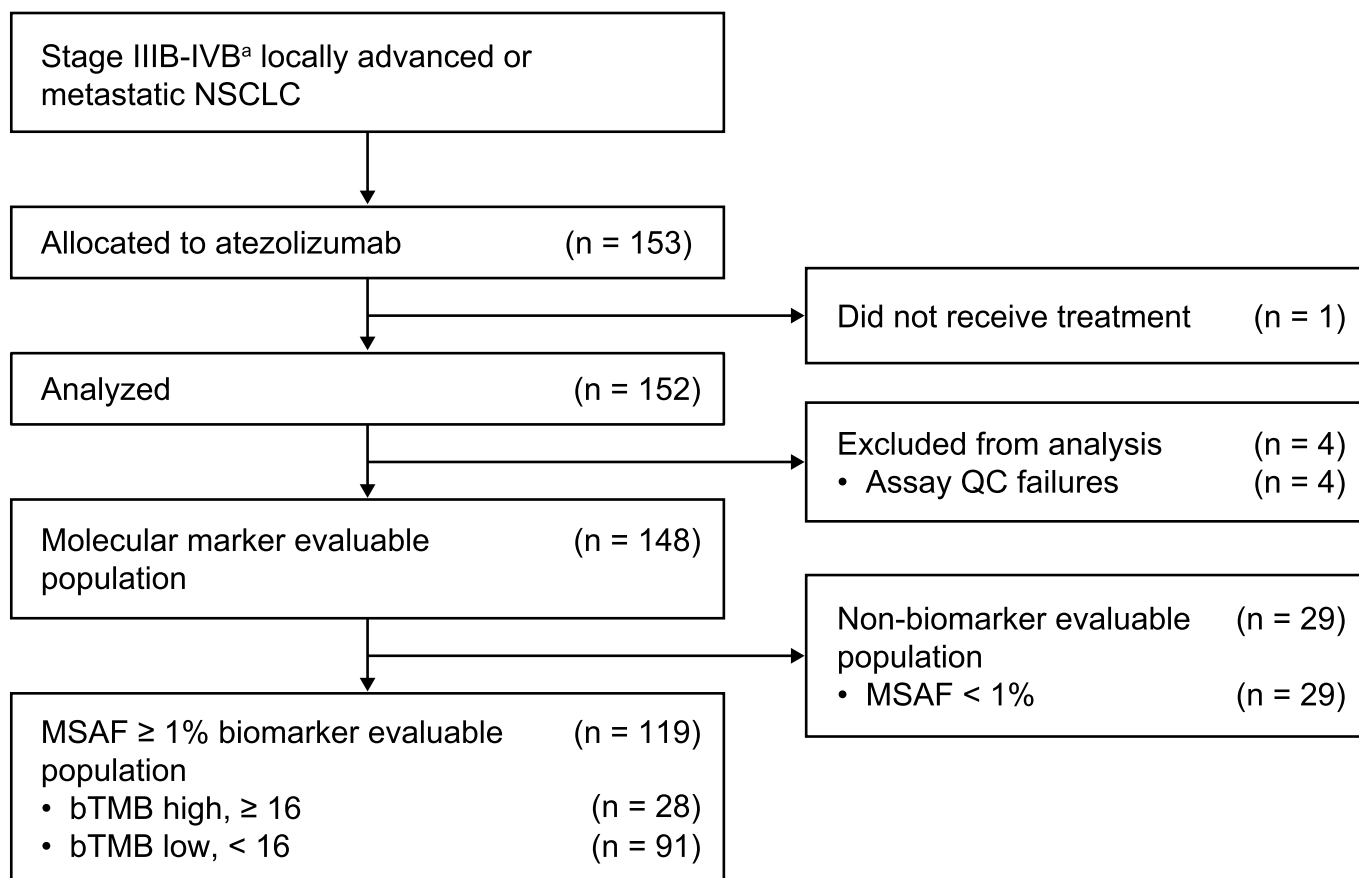 Stage IIIB-IVBᵃ locally advanced or
metastatic NSCLC
Allocated to atezolizumab (n = 153)
Did not receive treatment (n = 1)
Analyzed (n = 152)
Excluded from analysis (n = 4)
• Assay QC failures (n = 4)
Molecular marker evaluable (n = 148)
population
Non-biomarker evaluable (n = 29)
population
• MSAF < 1% (n = 29)
MSAF ≥ 1% biomarker evaluable (n = 119)
population
• bTMB high, ≥ 16 (n = 28)
• bTMB low, < 16 (n = 91)